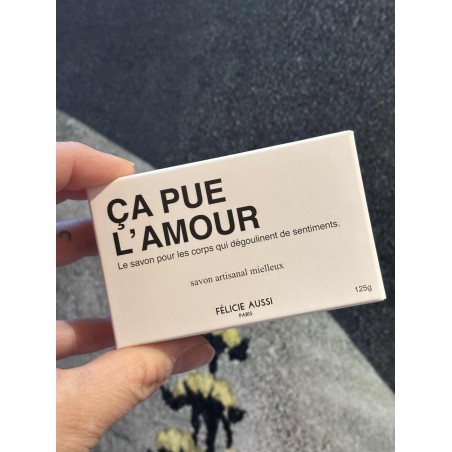 ÇA PUE
L'AMOUR
Le savon pour les corps qui dégoulinent de sentiments.
savon artisanal mielleux
125g
FÉLICIE AUSSI
PARIS